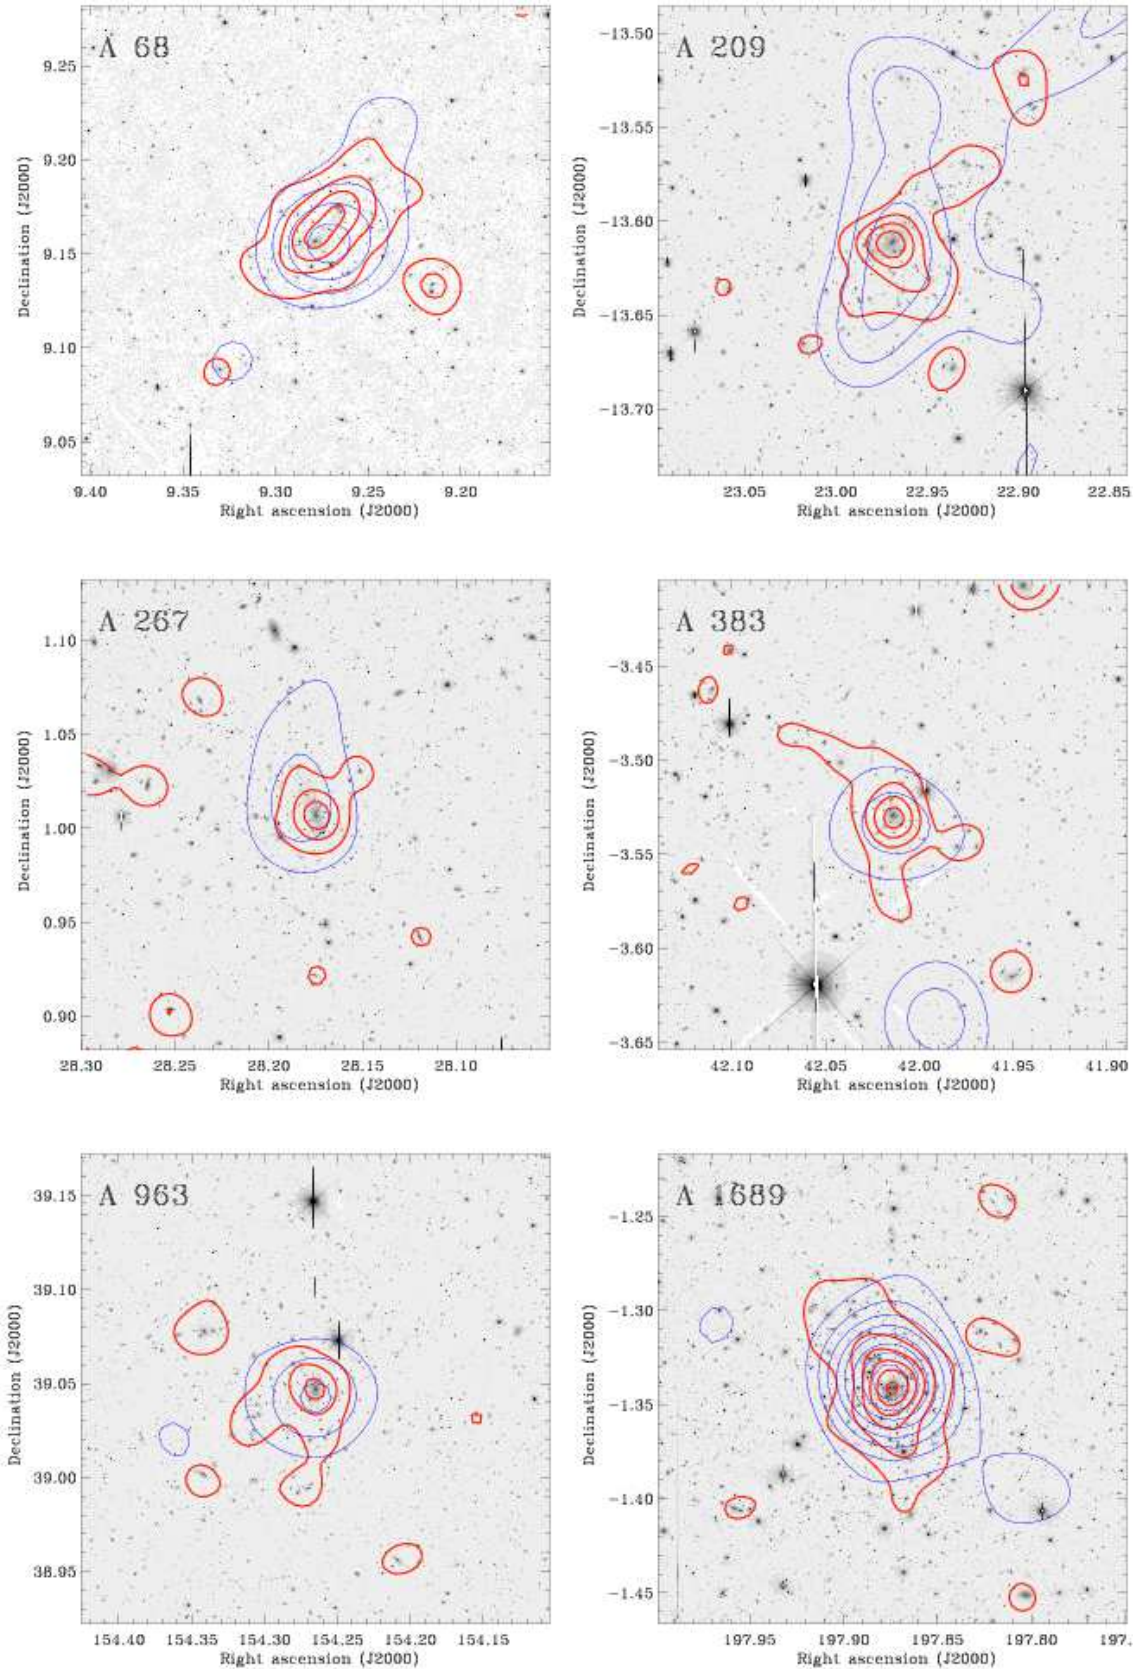 A 68
9.25
9.20
9.15
9.10
9.05
Declination (J2000)
9.40 9.35 9.30 9.25 9.20
Right ascension (J2000)
A 209
−13.50
−13.55
−13.60
−13.65
−13.70
Declination (J2000)
23.05 23.00 22.95 22.90 22.85
Right ascension (J2000)
A 267
1.10
1.05
1.00
0.95
0.90
Declination (J2000)
28.30 28.25 28.20 28.15 28.10
Right ascension (J2000)
A 383
−3.45
−3.50
−3.55
−3.60
−3.65
Declination (J2000)
42.10 42.05 42.00 41.95 41.90
Right ascension (J2000)
A 963
39.15
39.10
39.05
39.00
38.95
Declination (J2000)
154.40 154.35 154.30 154.25 154.20 154.15
Right ascension (J2000)
A 1689
−1.25
−1.30
−1.35
−1.40
−1.45
Declination (J2000)
197.95 197.90 197.85 197.80 197.
Right ascension (J2000)